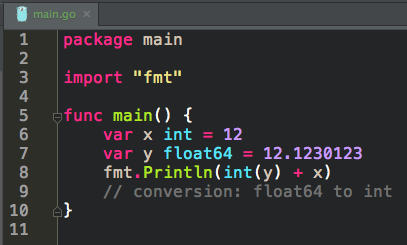 main.go ×
1 package main
2
3 import "fmt"
4
5 func main() {
6     var x int = 12
7     var y float64 = 12.1230123
8     fmt.Println(int(y) + x)
9     // conversion: float64 to int
10 }
11